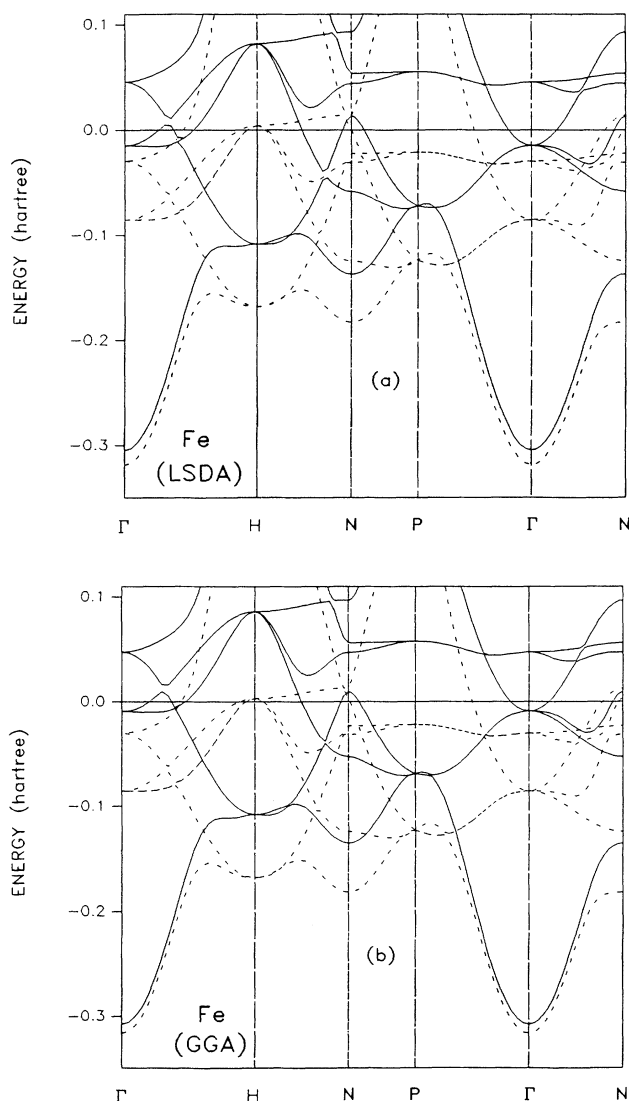 0.1
0.0
−0.1
−0.2
−0.3
ENERGY (hartree)
(a)
Fe
(LSDA)
Γ H N P Γ N
0.1
0.0
−0.1
−0.2
−0.3
ENERGY (hartree)
(b)
Fe
(GGA)
Γ H N P Γ N